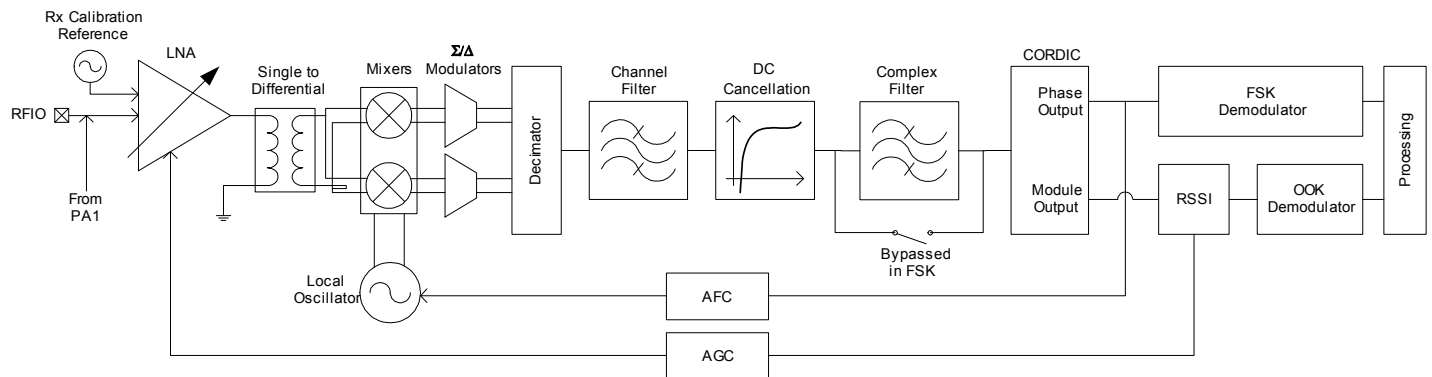 Rx Calibration
Reference
LNA
RFIO
From
PA1
Single to
Differential
Mixers
Local
Oscillator
Σ/Δ
Modulators
Decimator
Channel
Filter
DC
Cancellation
Complex
Filter
Bypassed
in FSK
CORDIC
Phase
Output
Module
Output
FSK
Demodulator
RSSI
OOK
Demodulator
Processing
AFC
AGC